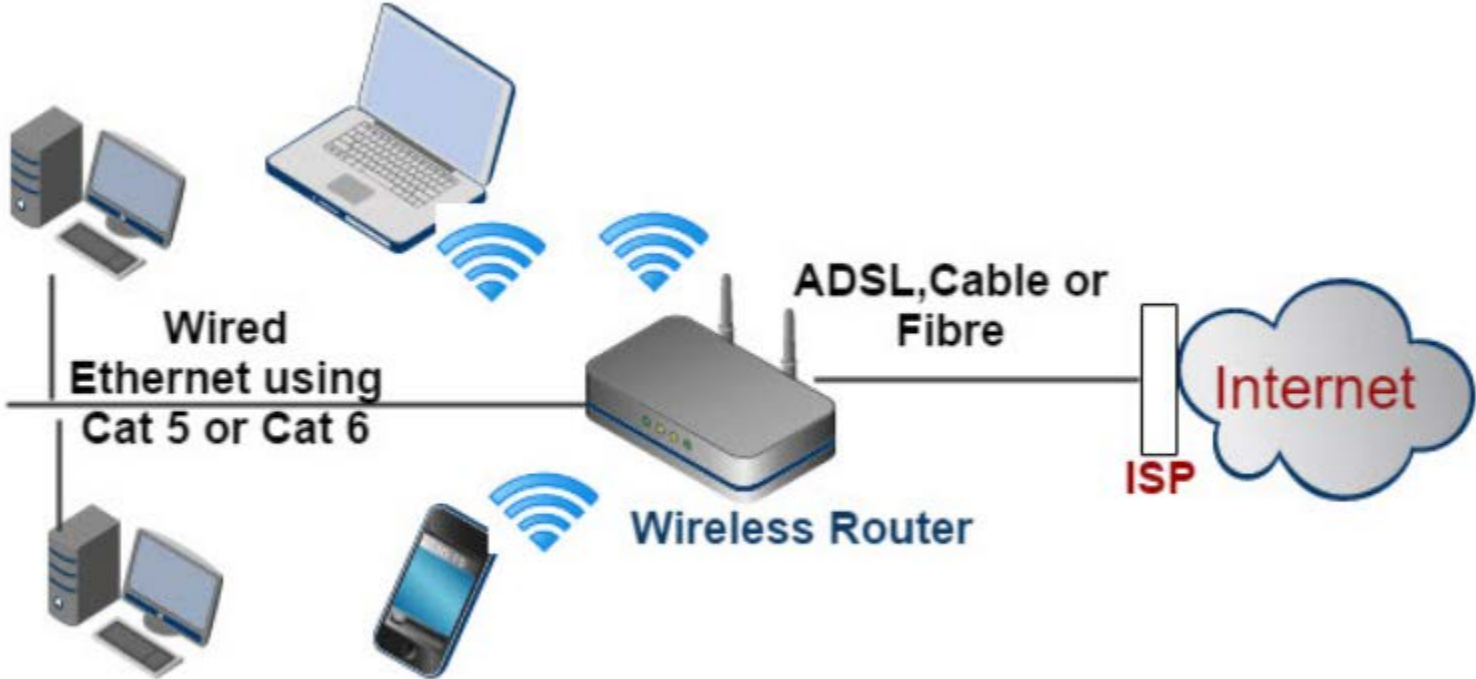 Wired
Ethernet using
Cat 5 or Cat 6
ADSL,Cable or
Fibre
Internet
ISP
Wireless Router